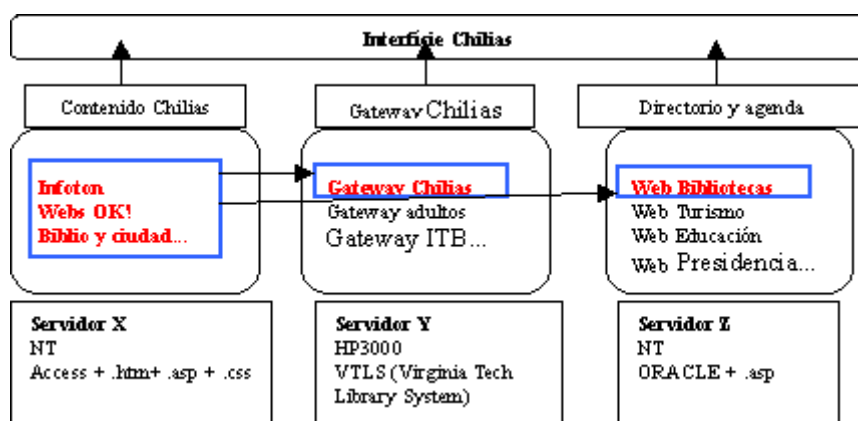 Interfície Chilias
Contenido Chilias
Gateway Chilias
Directorio y agenda
Infoton
Webs OK!
Biblio y ciudad...
Gateway Chilias
Gateway adultos
Gateway ITB...
Web Bibliotecas
Web Turismo
Web Educación
Web Presidencia...
Servidor X
NT
Access + .htm+ .asp + .css
Servidor Y
HP3000
VTLS (Virginia Tech
Library System)
Servidor Z
NT
ORACLE + .asp